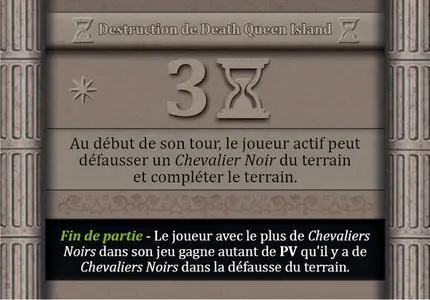 Destruction de Death Queen Island
3
Au début de son tour, le joueur actif peut
défausser un Chevalier Noir du terrain
et compléter le terrain.
Fin de partie - Le joueur avec le plus de Chevaliers
Noirs dans son jeu gagne autant de PV qu'il y a de
Chevaliers Noirs dans la défausse du terrain.